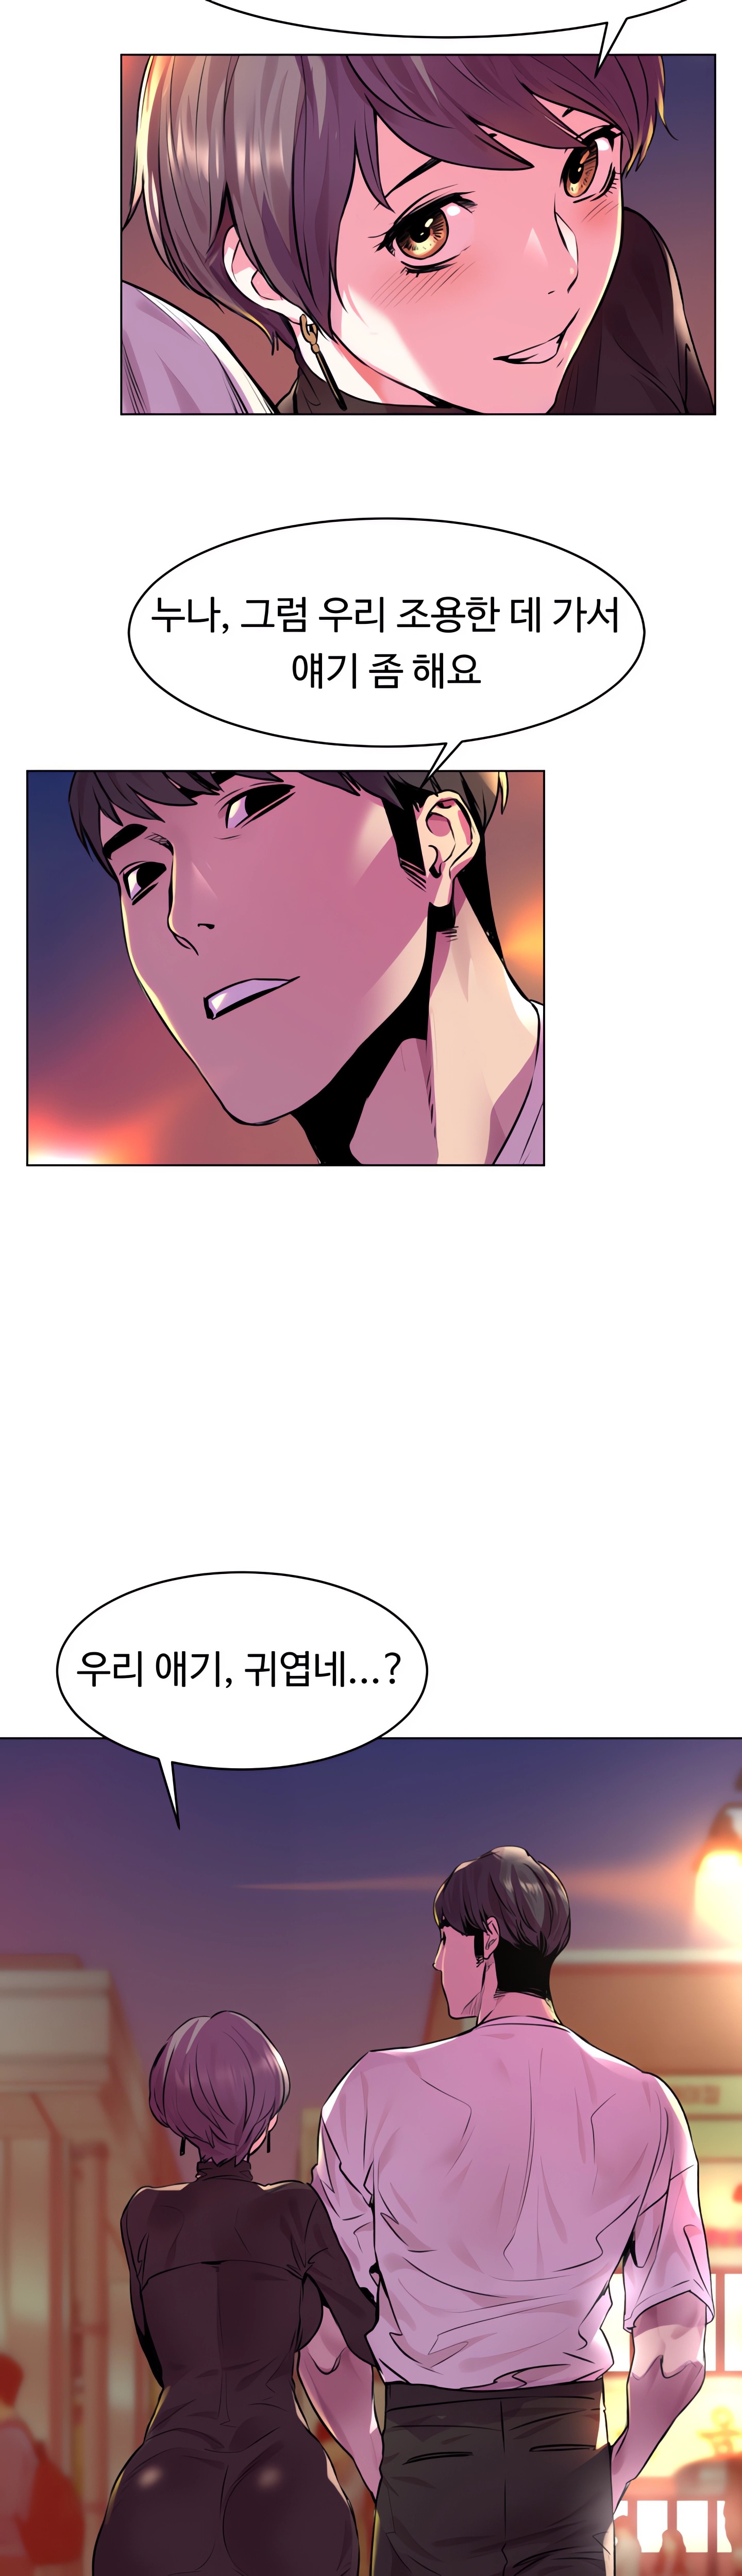 누나, 그럼 우리 조용한 데 가서
얘기 좀 해요
우리 애기, 귀엽네...?